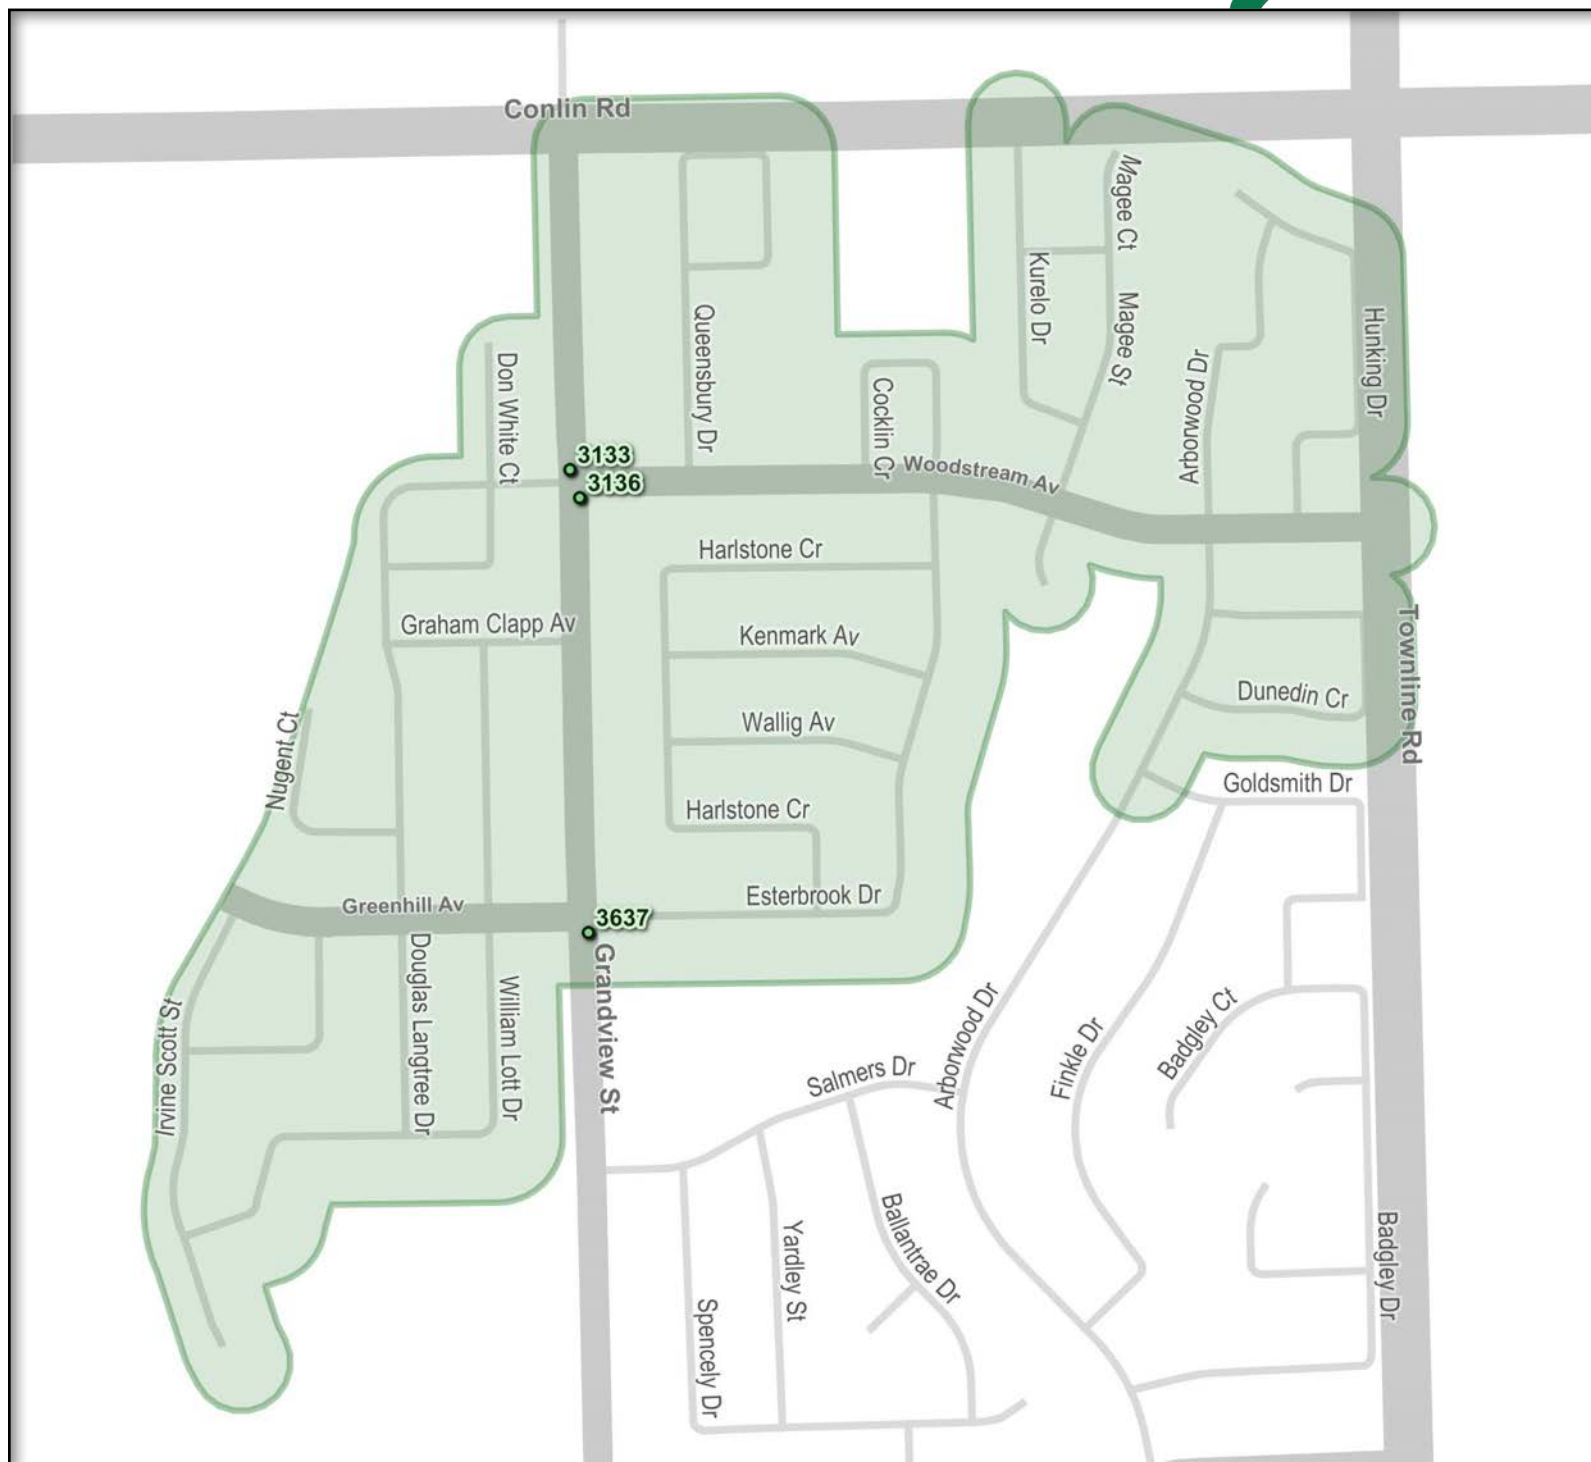 Conlin Rd
Magee Ct
Kurelo Dr
Magee St
Queensbury Dr
Hunking Dr
Don White Ct
Arborwood Dr
Cocklin Cr
3133
Woodstream Av
3136
Harlstone Cr
Graham Clapp Av
Kenmark Av
Townline Rd
Dunedin Cr
Nugent Ct
Wallig Av
Goldsmith Dr
Harlstone Cr
Esterbrook Dr
Greenhill Av
3637
Grandview St
Douglas Langtree Dr
William Lott Dr
Irvine Scott St
Arborwood Dr
Badgley Ct
Finkle Dr
Salmers Dr
Ballantrae Dr
Yardley St
Badgley Dr
Spencely Dr